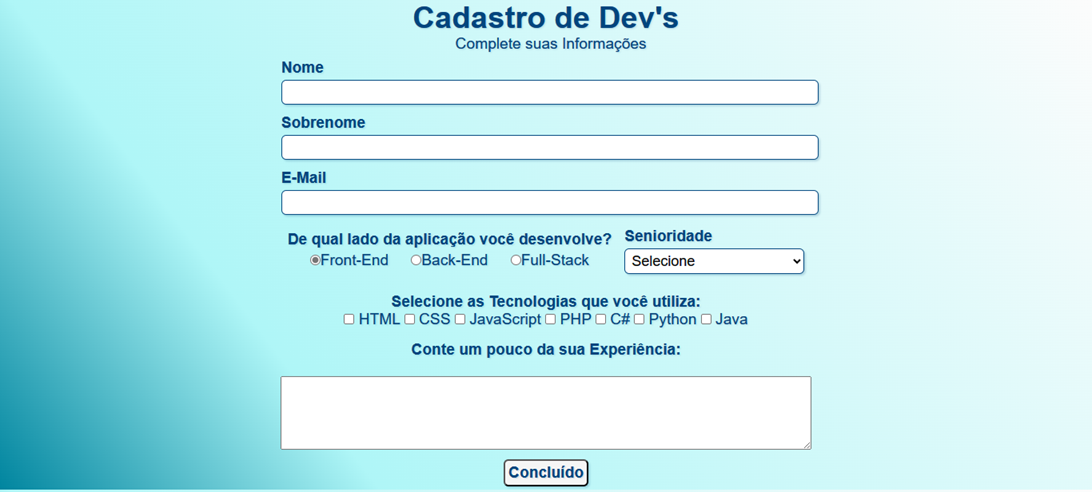 Cadastro de Dev's
Complete suas Informações
Nome
Sobrenome
E-Mail
De qual lado da aplicação você desenvolve?
Front-End Back-End Full-Stack
Senioridade
Selecione
Selecione as Tecnologias que você utiliza:
HTML CSS JavaScript PHP C# Python Java
Conte um pouco da sua Experiência:
Concluído